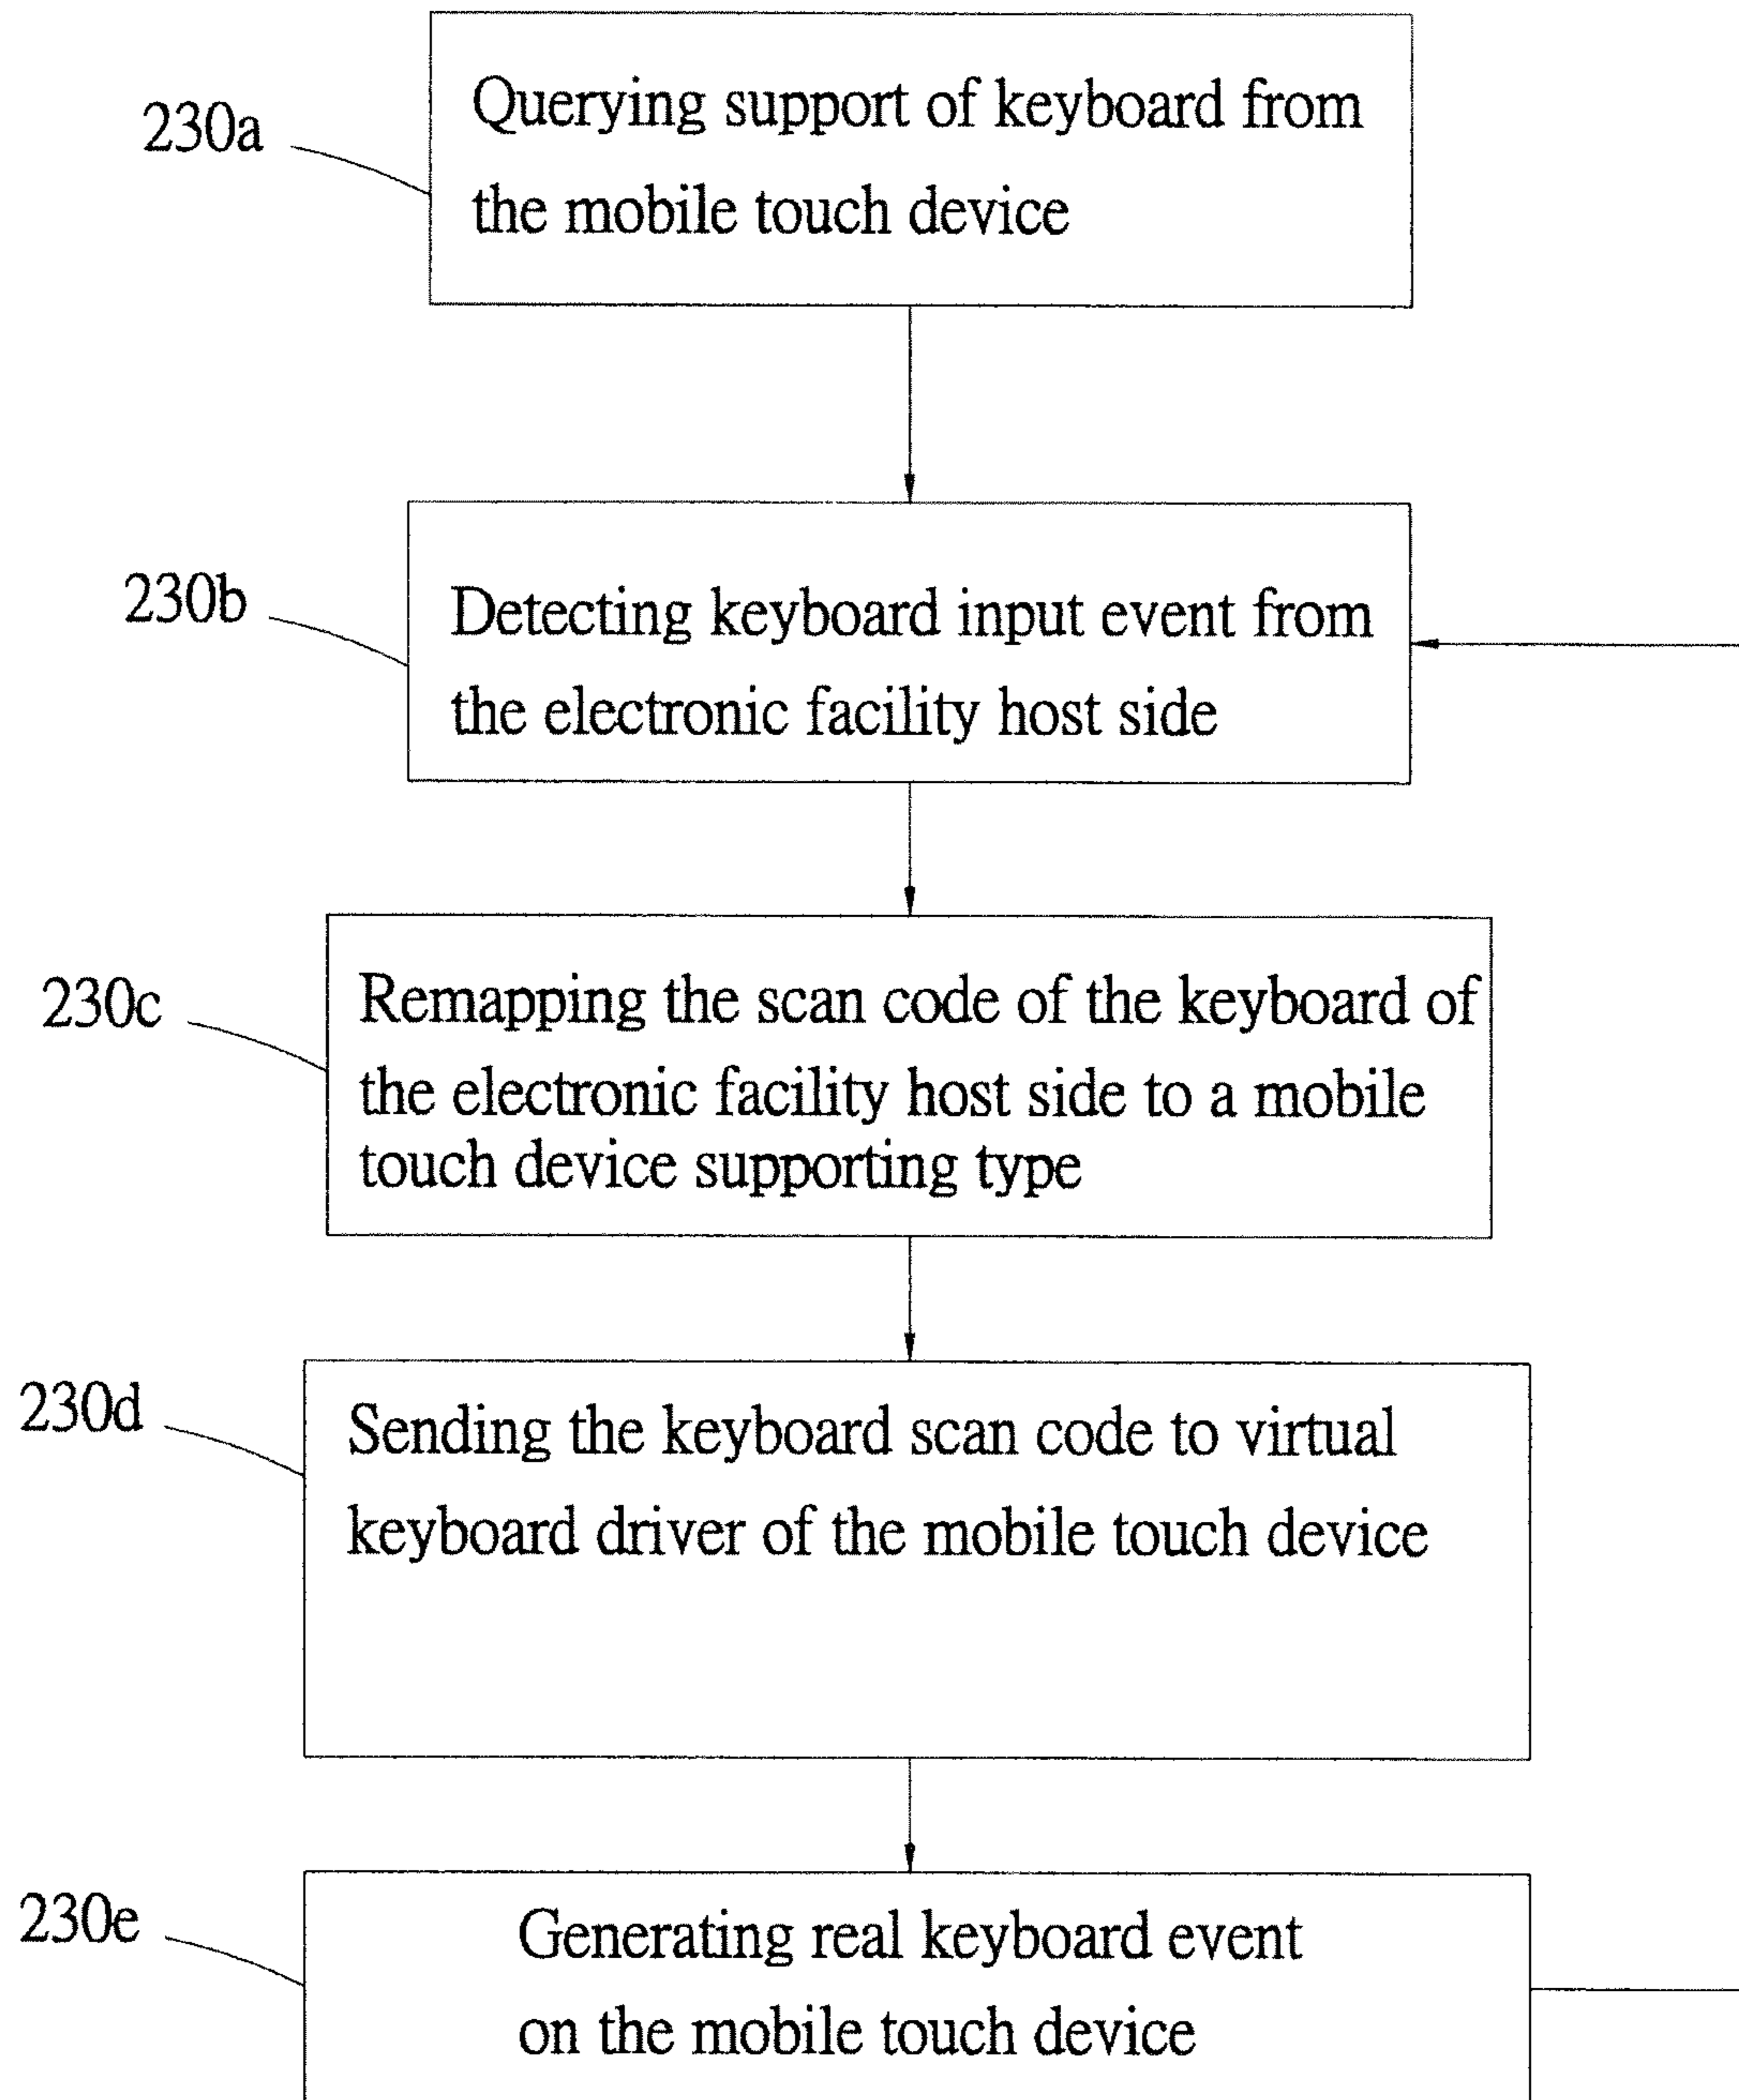 230a
Querying support of keyboard from
the mobile touch device
230b
Detecting keyboard input event from
the electronic facility host side
230c
Remapping the scan code of the keyboard of
the electronic facility host side to a mobile
touch device supporting type
230d
Sending the keyboard scan code to virtual
keyboard driver of the mobile touch device
230e
Generating real keyboard event
on the mobile touch device